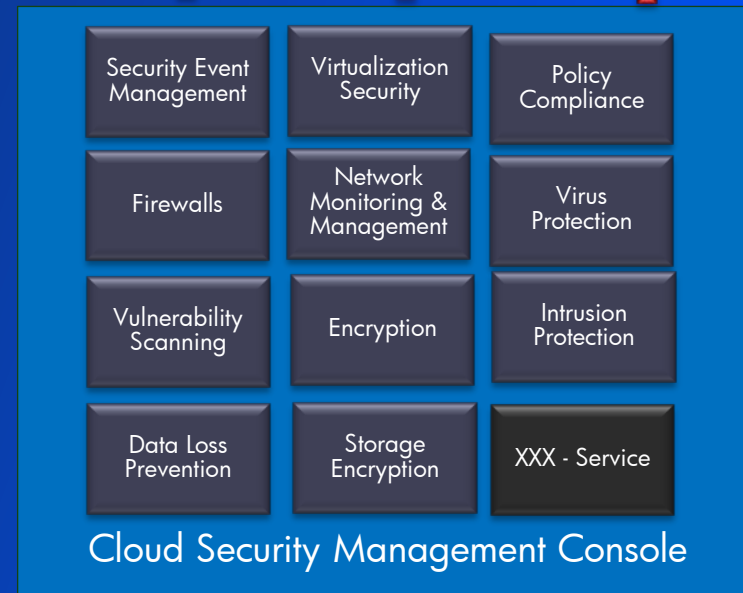 Security Event
Management
Virtualization
Security
Policy
Compliance
Firewalls
Network
Monitoring &
Management
Virus
Protection
Vulnerability
Scanning
Encryption
Intrusion
Protection
Data Loss
Prevention
Storage
Encryption
XXX - Service
Cloud Security Management Console